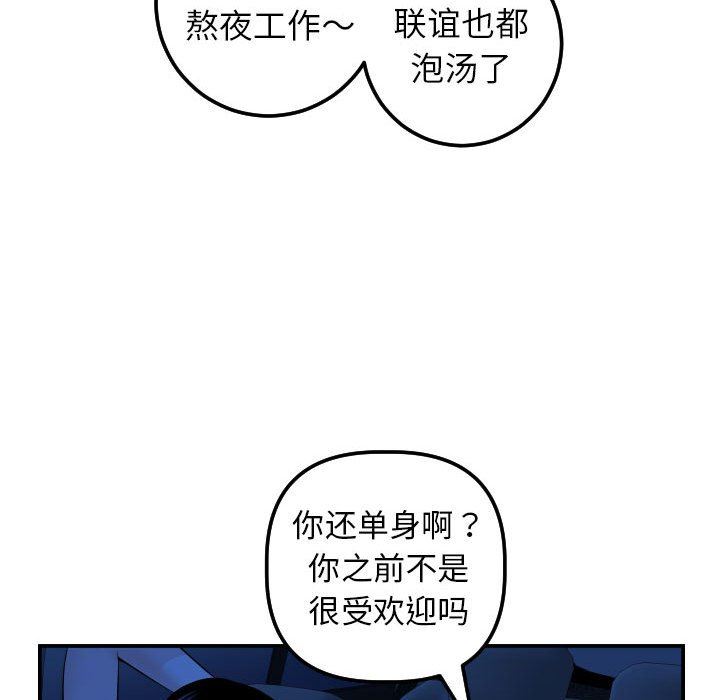 熬夜工作～
联谊也都
泡汤了
你还单身啊？
你之前不是
很受欢迎吗